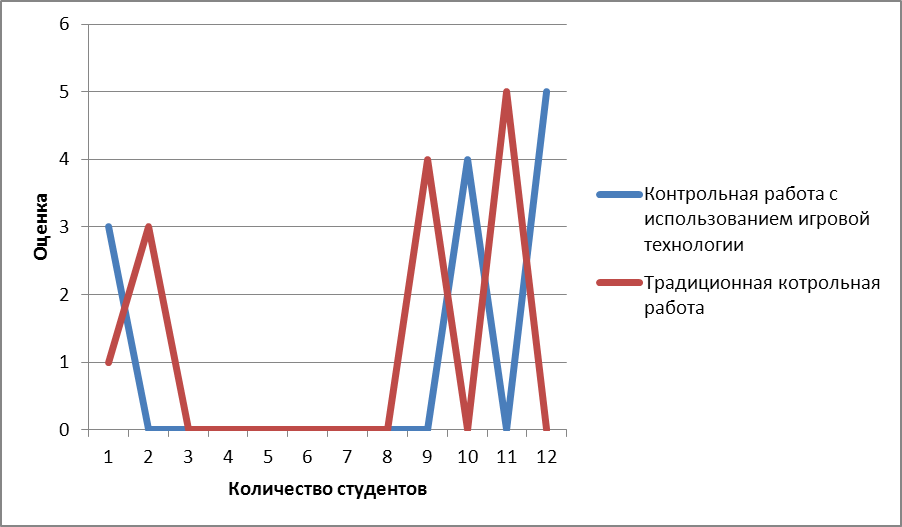 6
5
4
3
2
1
0
Оценка
1 2 3 4 5 6 7 8 9 10 11 12
Количество студентов
Контрольная работа с
использованием игровой
технологии
Традиционная котрольная
работа